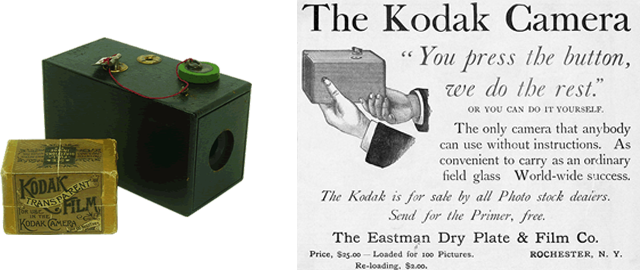 KODAK
TRANSPARENT
FILM
FOR USE
IN THE
KODAK CAMERA
The Kodak Camera
“You press the button,
we do the rest.”
OR YOU CAN DO IT YOURSELF.
The only camera that anybody
can use without instructions. As
convenient to carry as an ordinary
field glass World-wide success.
The Kodak is for sale by all Photo stock dealers.
Send for the Primer, free.
The Eastman Dry Plate & Film Co.
Price, $25.00 — Loaded for 100 Pictures. ROCHESTER, N. Y.
Re-loading, $2.00.